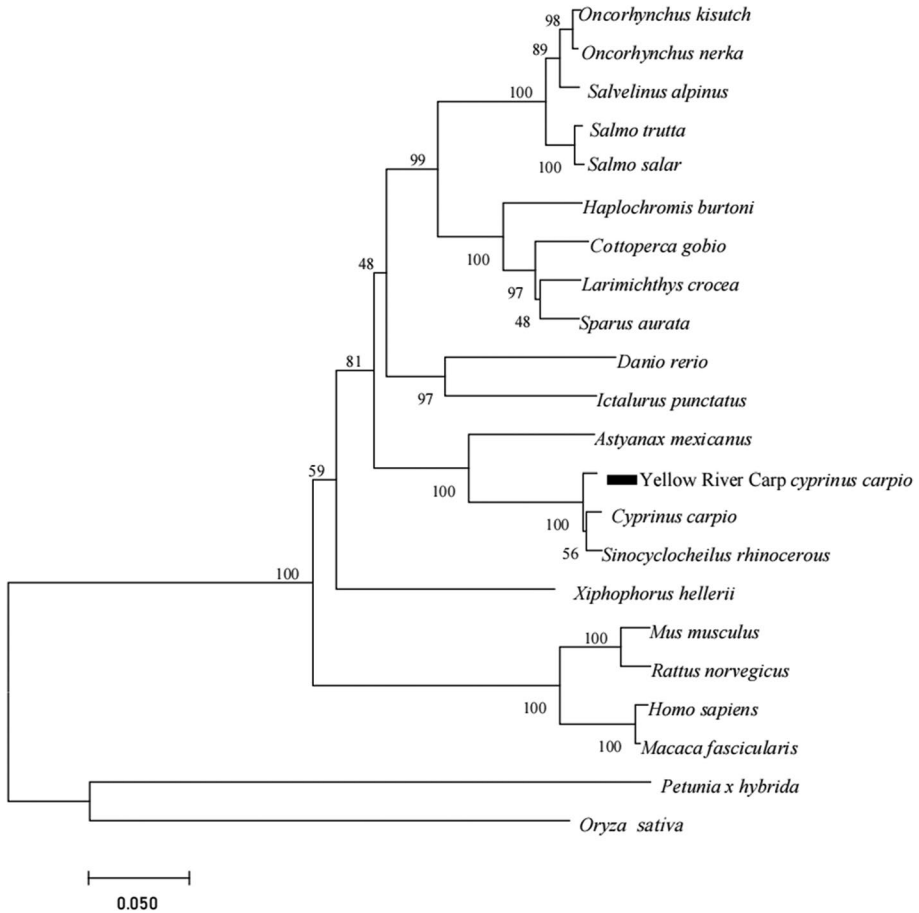 Oncorhynchus kisutch
98
Oncorhynchus nerka
89
Salvelinus alpinus
100
Salmo trutta
Salmo salar
100
99
Haplochromis burtoni
Cottoperca gobio
100
48
Larimichthys crocea
97
Sparus aurata
48
Danio rerio
81
Ictalurus punctatus
97
Astyanax mexicanus
59
Yellow River Carp cyprinus carpio
100
Cyprinus carpio
100
Sinocyclocheilus rhinocerous
56
100
Xiphophorus hellerii
Mus musculus
100
Rattus norvegicus
100
Homo sapiens
Macaca fascicularis
100
Petunia x hybrida
Oryza sativa
0.050